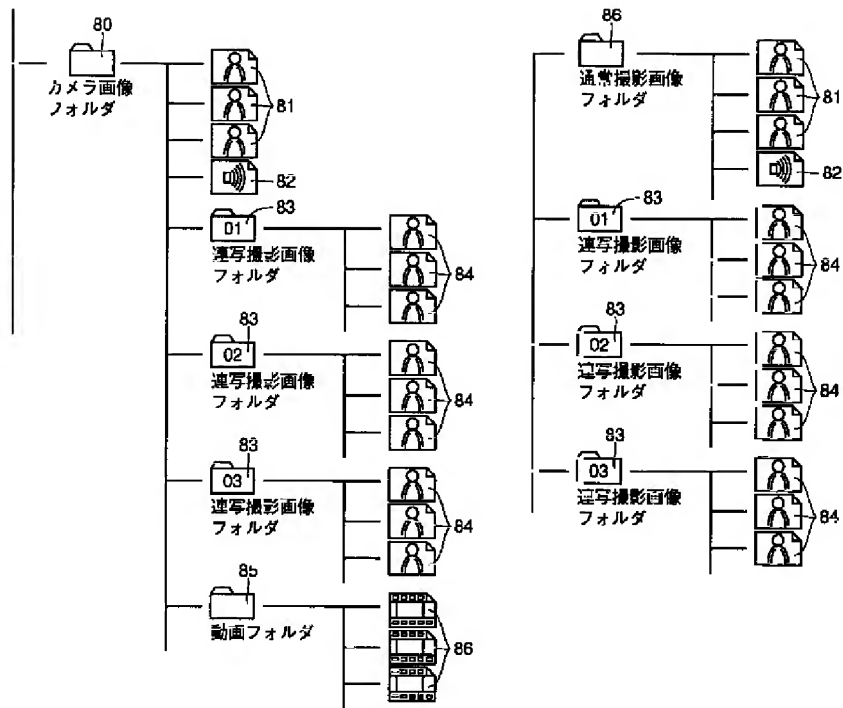 80
カメラ画像
フォルダ
81
82
83
01
連写撮影画像
フォルダ
84
83
02
連写撮影画像
フォルダ
84
83
03
連写撮影画像
フォルダ
84
85
動画フォルダ
86
86
通常撮影画像
フォルダ
81
82
83
01
連写撮影画像
フォルダ
84
83
02
連写撮影画像
フォルダ
84
83
03
連写撮影画像
フォルダ
84